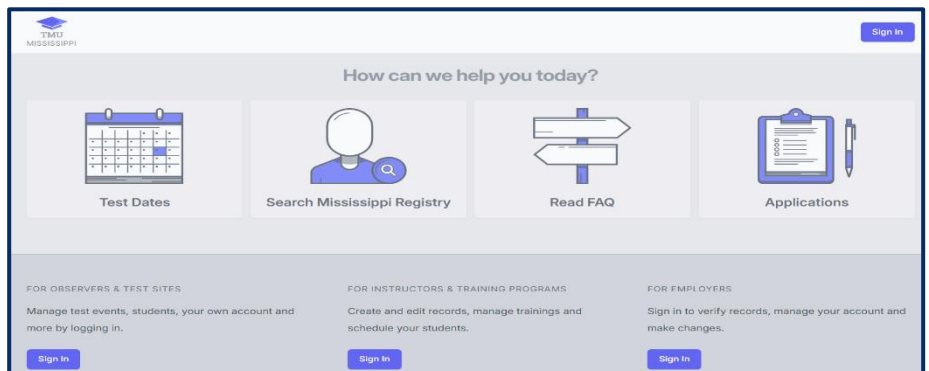 TMU
MISSISSIPPI
Sign In
How can we help you today?
Test Dates
Search Mississippi Registry
Read FAQ
Applications
FOR OBSERVERS & TEST SITES
Manage test events, students, your own account and
more by logging in.
Sign In
FOR INSTRUCTORS & TRAINING PROGRAMS
Create and edit records, manage trainings and
schedule your students.
Sign In
FOR EMPLOYERS
Sign in to verify records, manage your account and
make changes.
Sign In